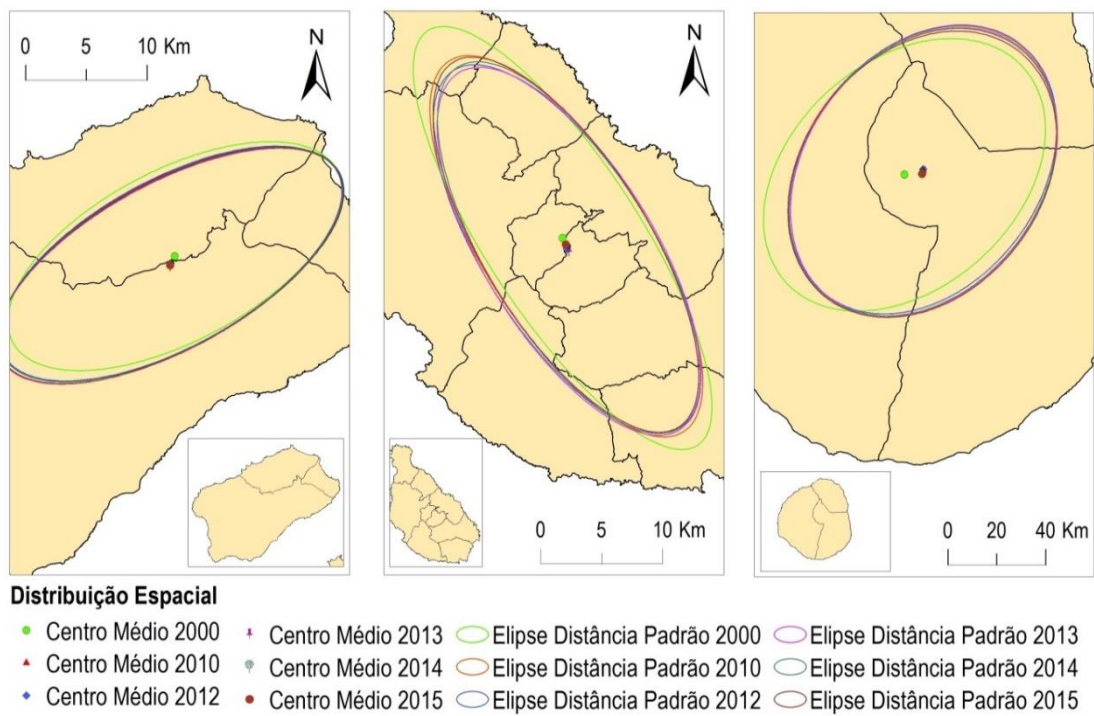 0 5 10 Km
N
N
0 5 10 Km
0 20 40 Km
Distribuição Espacial
Centro Médio 2000
Centro Médio 2010
Centro Médio 2012
Centro Médio 2013
Centro Médio 2014
Centro Médio 2015
Elipse Distância Padrão 2000
Elipse Distância Padrão 2010
Elipse Distância Padrão 2012
Elipse Distância Padrão 2013
Elipse Distância Padrão 2014
Elipse Distância Padrão 2015